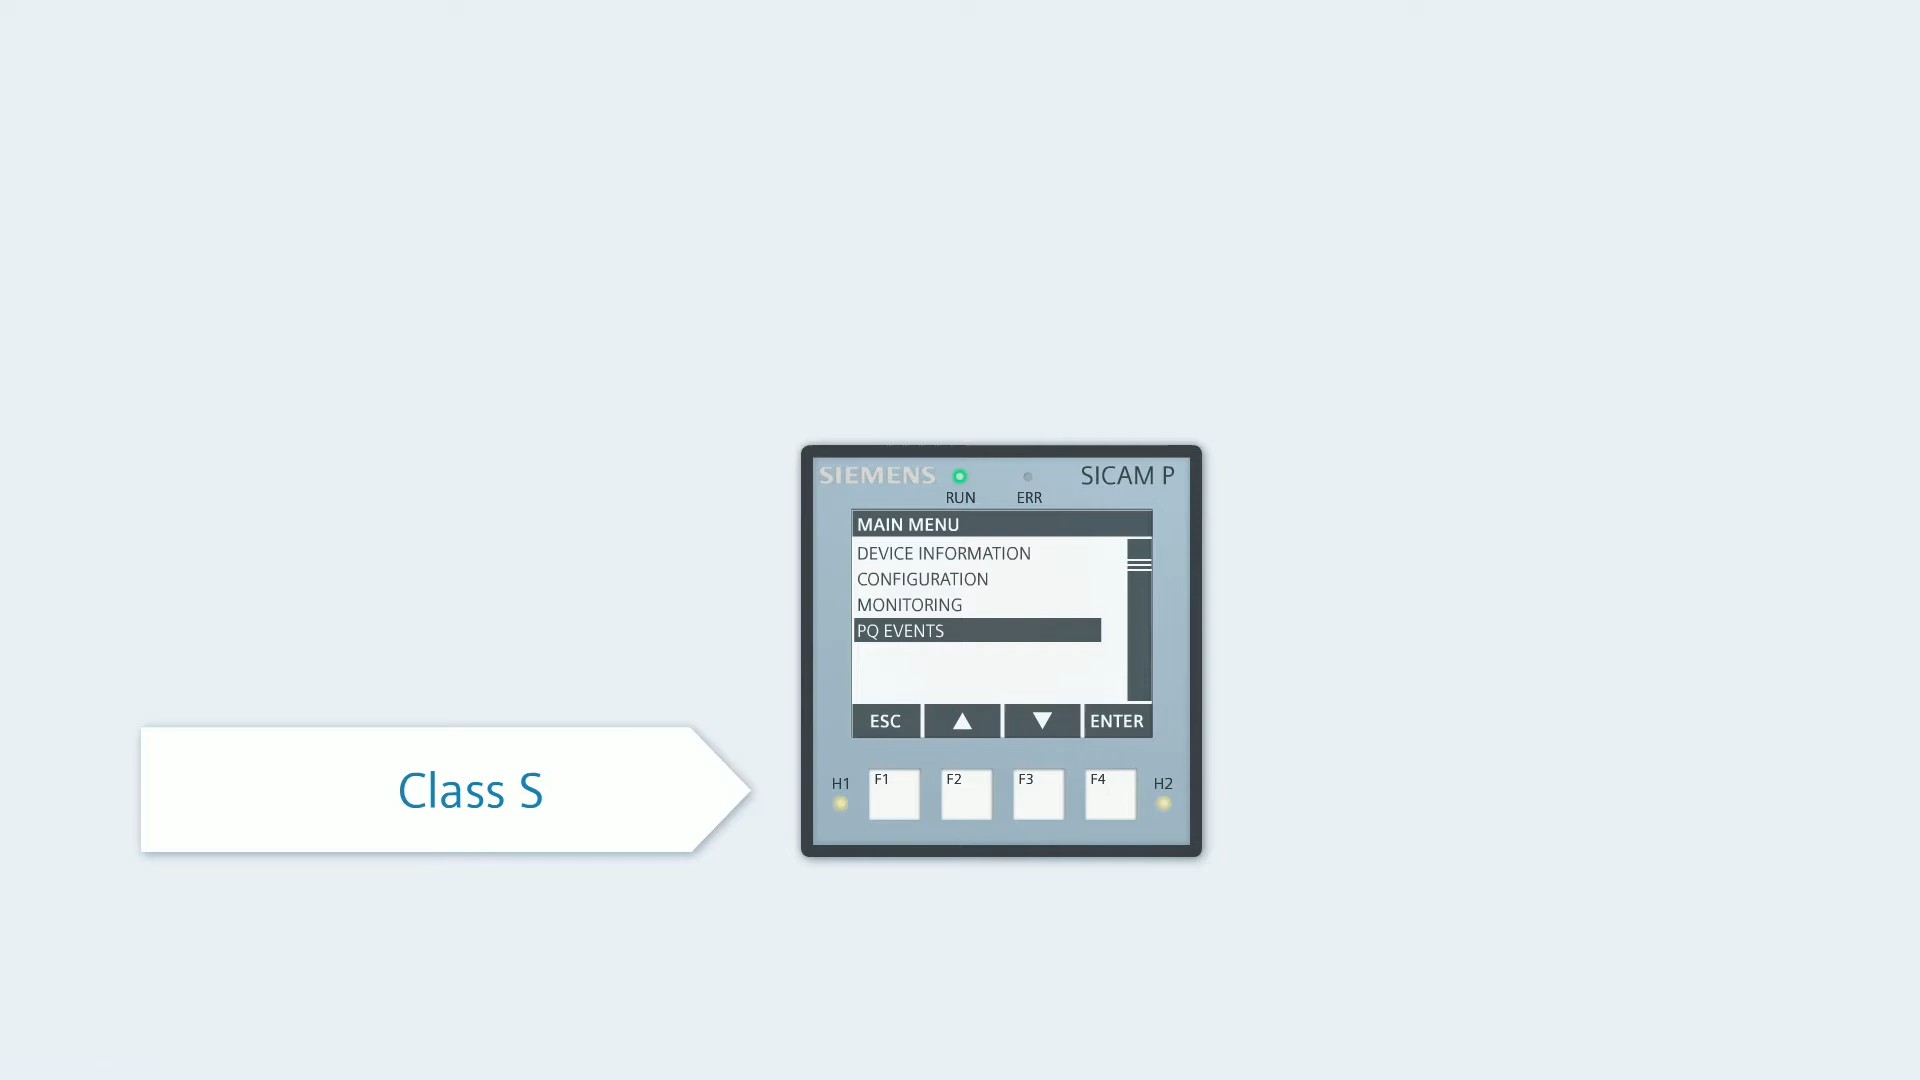 SIEMENS
SICAM P
RUN
ERR
MAIN MENU
DEVICE INFORMATION
CONFIGURATION
MONITORING
PQ EVENTS
ESC ▲ ▼ ENTER
Class S
H1 F1 F2 F3 F4 H2